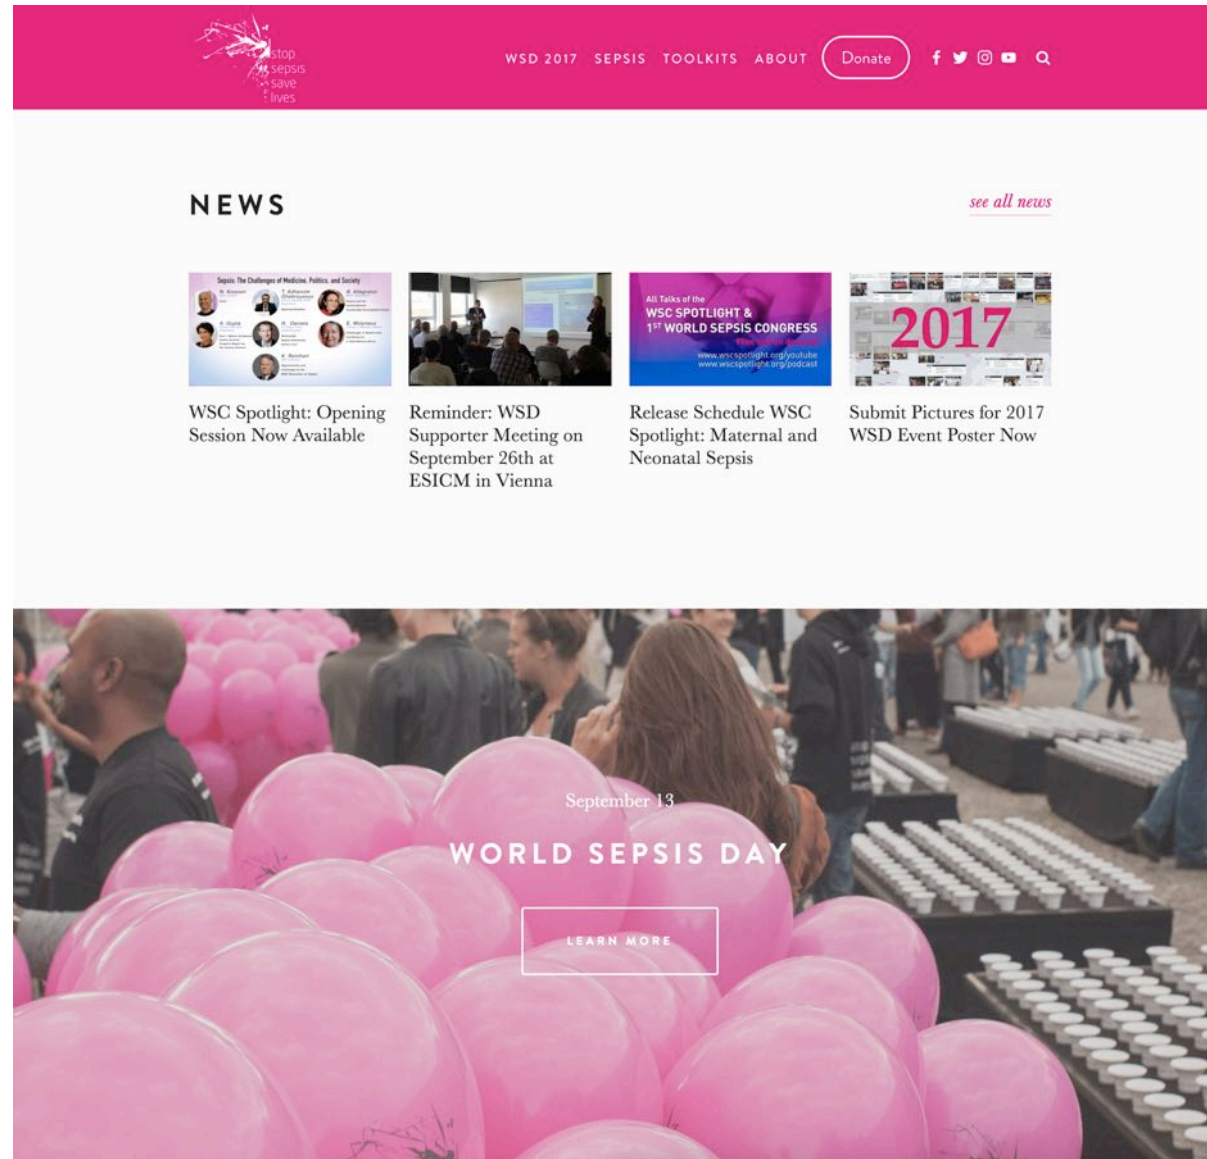 stop
sepsis
save
lives
WSD 2017 SEPSIS TOOLKITS ABOUT Donate
NEWS
see all news
Sepsis: The Challenges of Medicine, Politics, and Society
All Talks of the
WSC SPOTLIGHT &
1ST WORLD SEPSIS CONGRESS
www.wscspotlight.org/youtube
www.wscspotlight.org/podcast
2017
WSC Spotlight: Opening
Session Now Available
Reminder: WSD
Supporter Meeting on
September 26th at
ESICM in Vienna
Release Schedule WSC
Spotlight: Maternal and
Neonatal Sepsis
Submit Pictures for 2017
WSD Event Poster Now
September 13
WORLD SEPSIS DAY
LEARN MORE